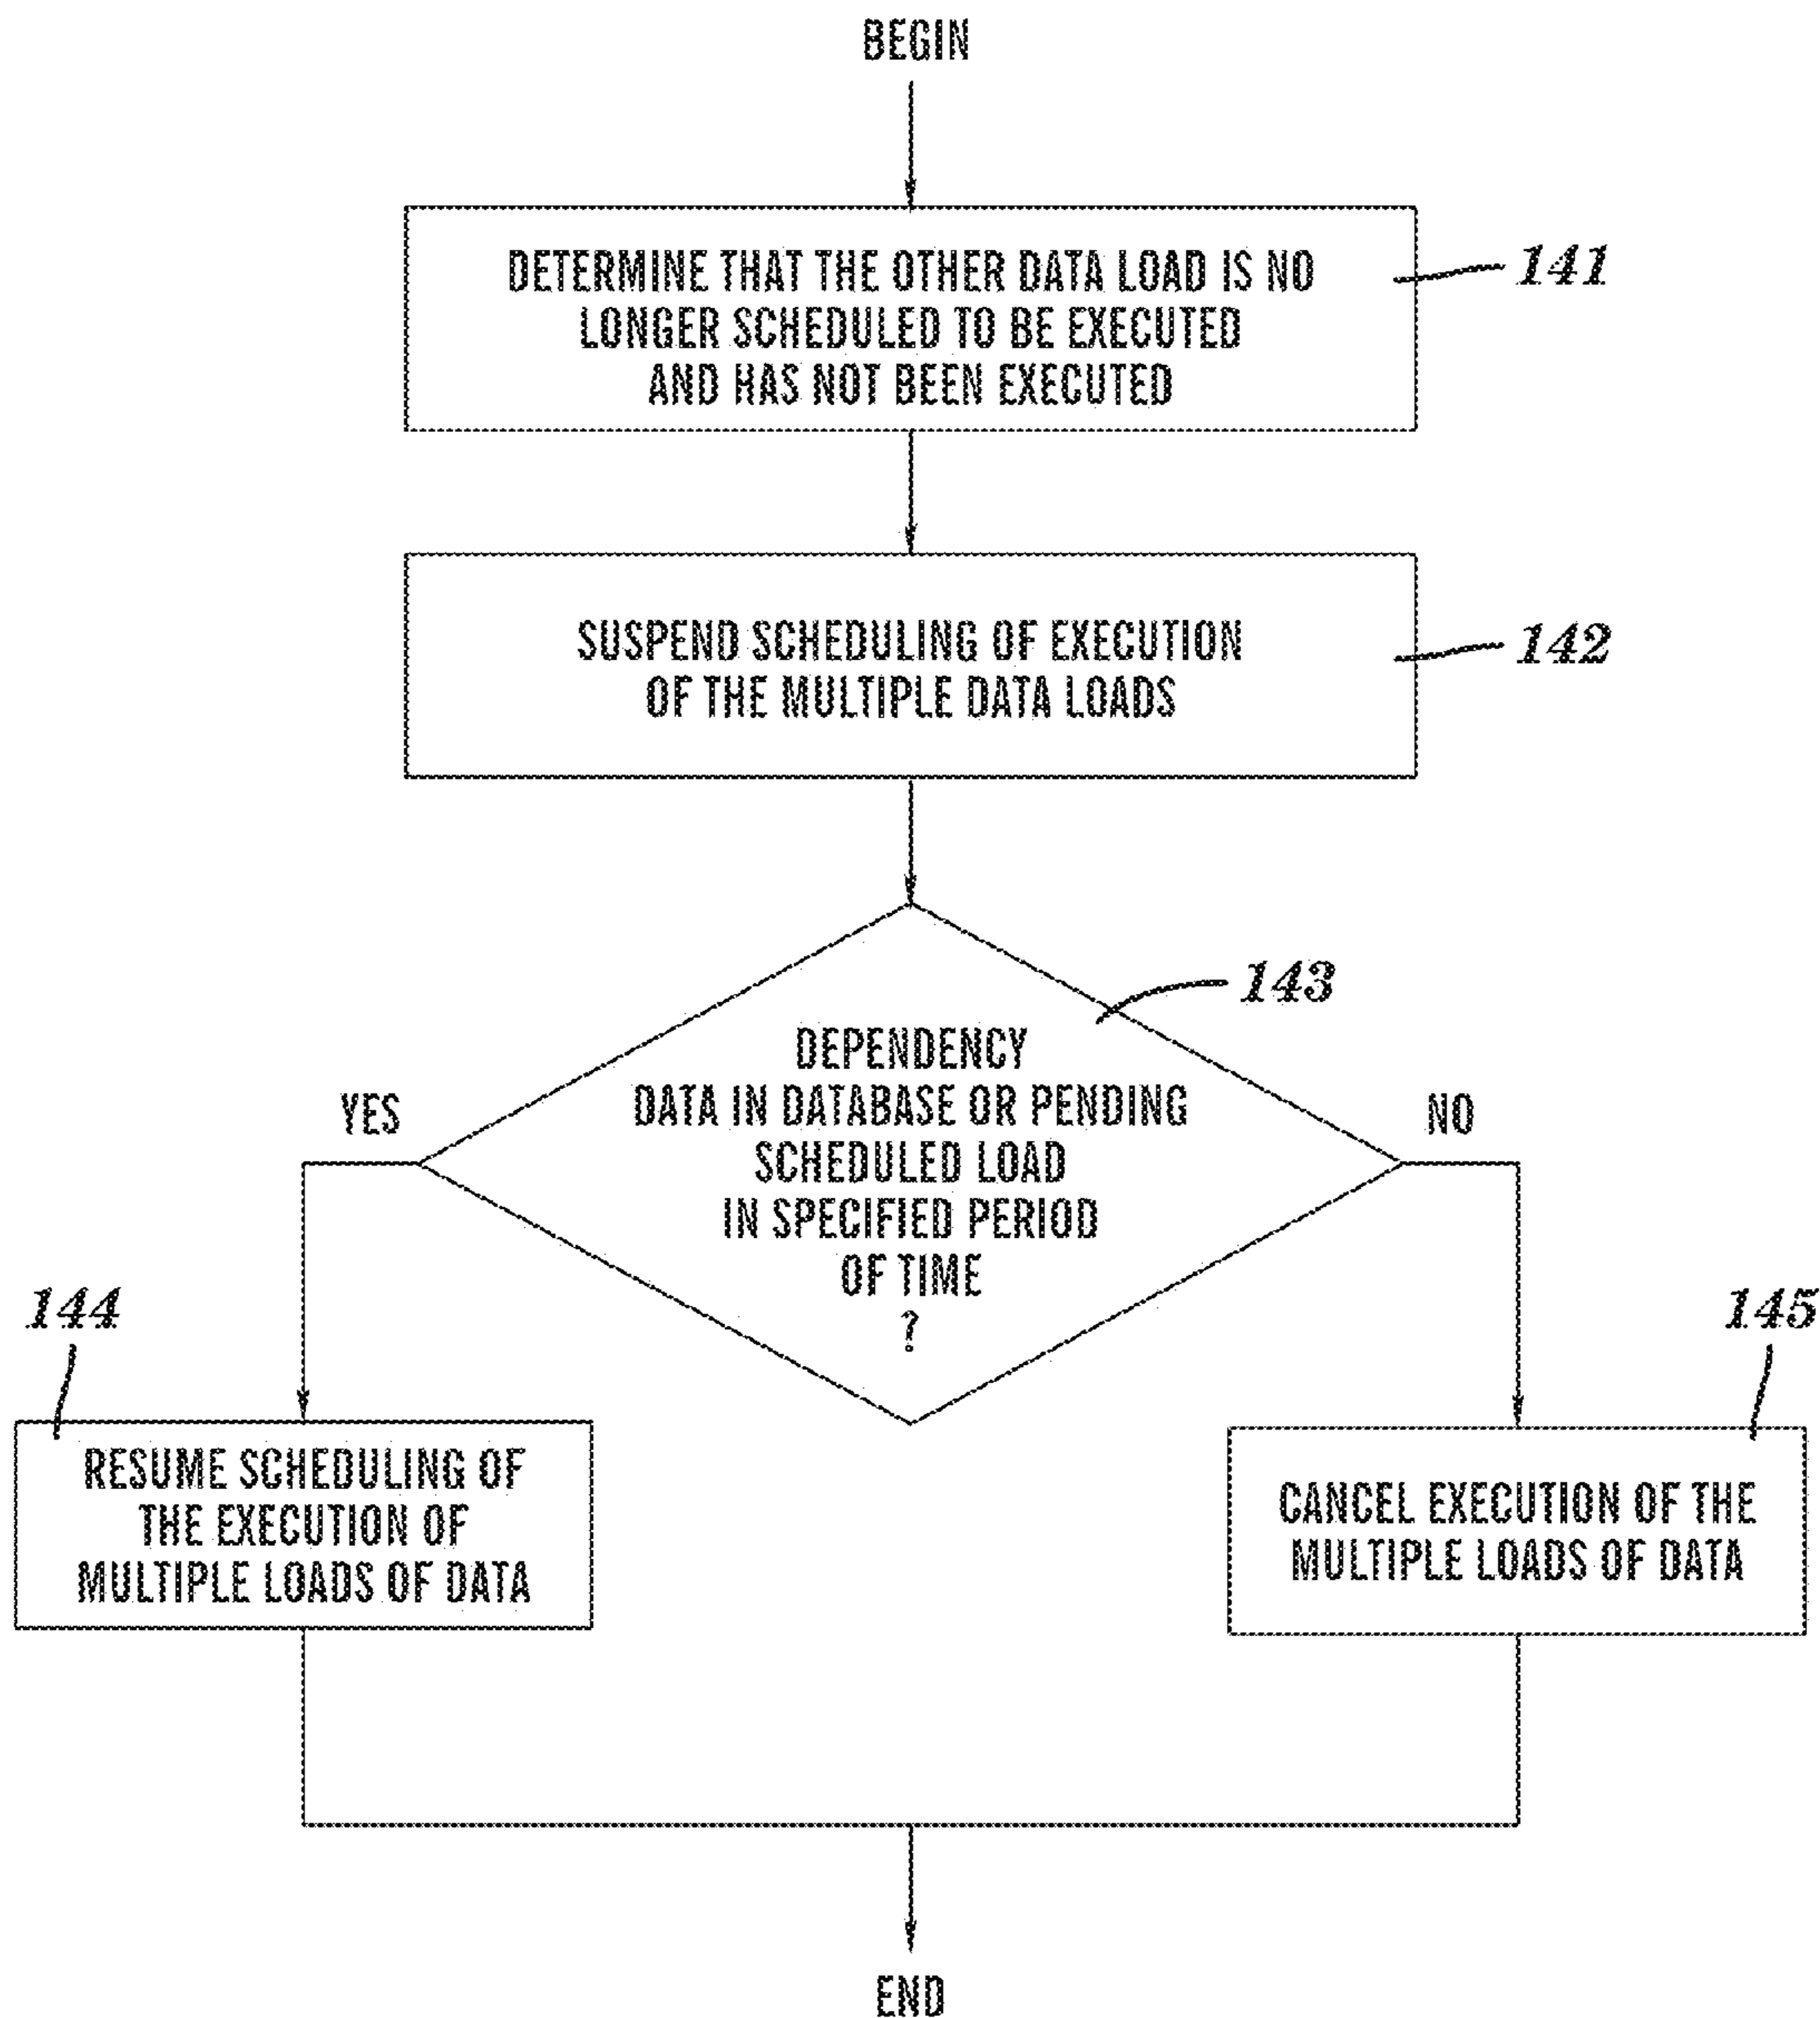 BEGIN
DETERMINE THAT THE OTHER DATA LOAD IS NO
LONGER SCHEDULED TO BE EXECUTED
AND HAS NOT BEEN EXECUTED
141
SUSPEND SCHEDULING OF EXECUTION
OF THE MULTIPLE DATA LOADS
142
143
DEPENDENCY
DATA IN DATABASE OR PENDING
SCHEDULED LOAD
IN SPECIFIED PERIOD
OF TIME
?
YES
NO
144
RESUME SCHEDULING OF
THE EXECUTION OF
MULTIPLE LOADS OF DATA
145
CANCEL EXECUTION OF THE
MULTIPLE LOADS OF DATA
END